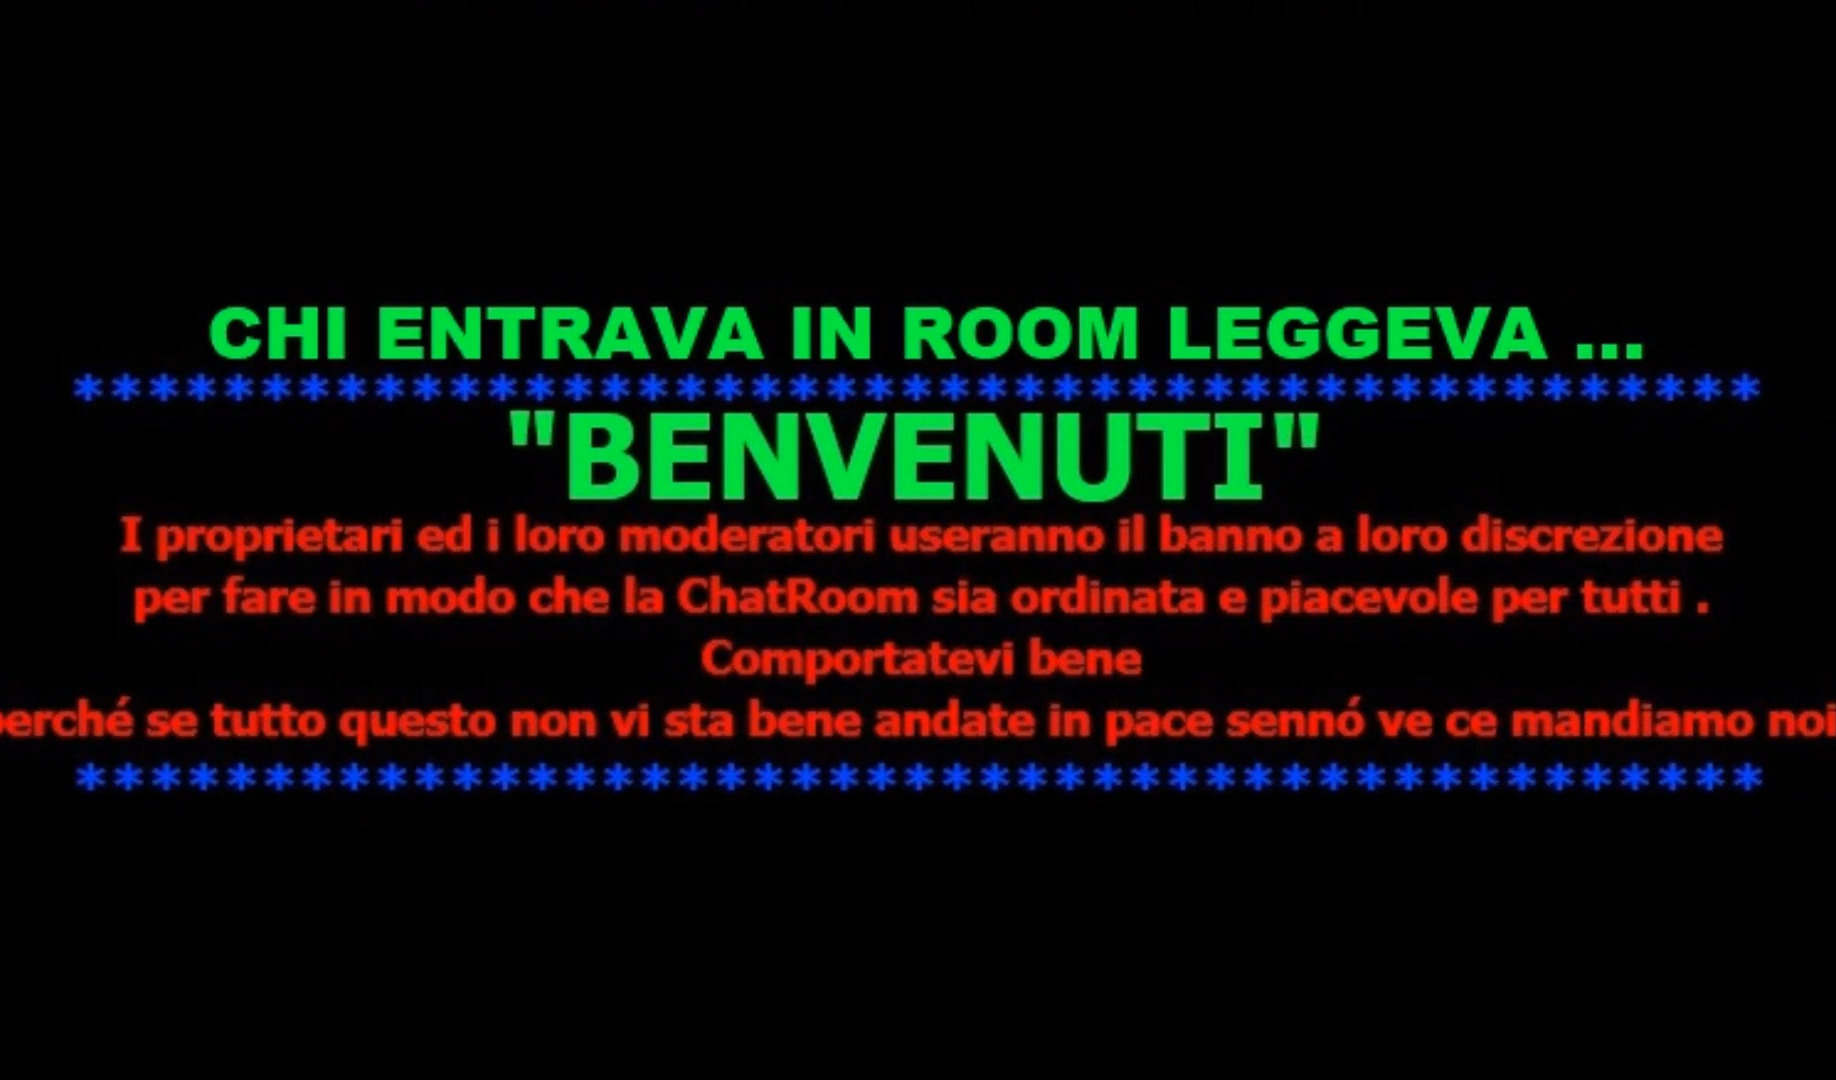 CHI ENTRAVA IN ROOM LEGGEVA ...
*********************************************
"BENVENUTI"
I proprietari ed i loro moderatori useranno il banno a loro discrezione
per fare in modo che la ChatRoom sia ordinata e piacevole per tutti .
Comportatevi bene
perché se tutto questo non vi sta bene andate in pace sennó ve ce mandiamo noi
*********************************************